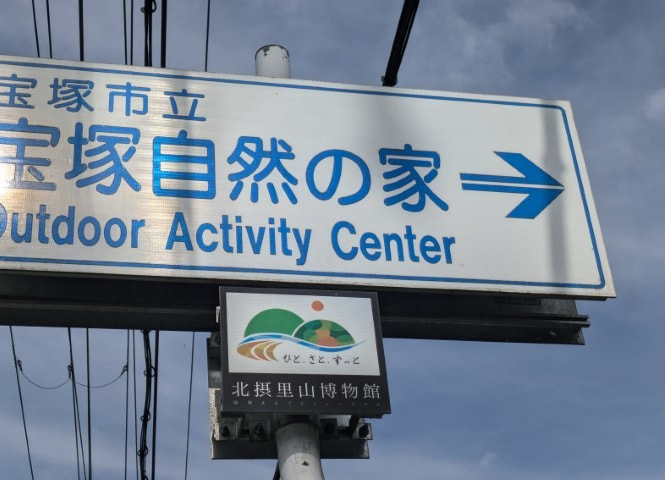 宝塚市立
宝塚自然の家
Outdoor Activity Center
ひと、さと、ずっと
北摂里山博物館